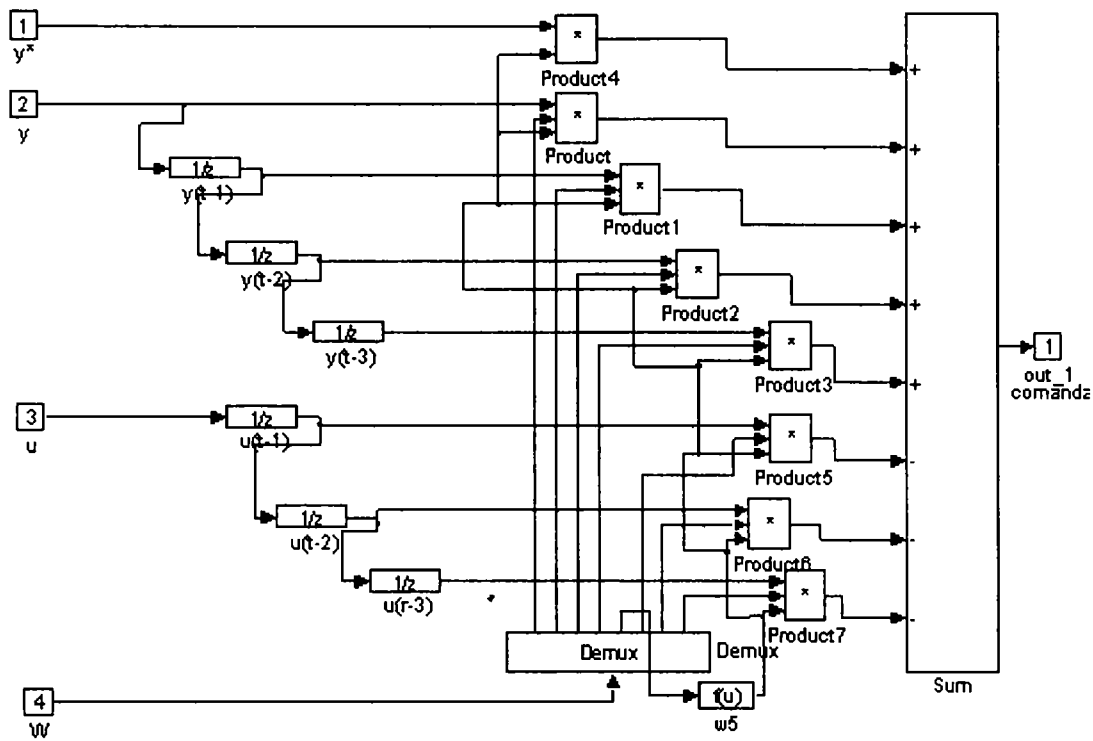 1
y*
×
Product4
2
y
×
Product
1/z
y(t-1)
×
Product1
1/z
y(t-2)
×
Product2
1/z
y(t-3)
×
Product3
+
+
+
+
+
-
-
-
1
out_1
comanda
3
u
1/z
u(t-1)
×
Product5
1/z
u(t-2)
×
Product6
1/z
u(r-3)
×
Product7
Demux
Demux
Sum
4
W
f(u)
w5